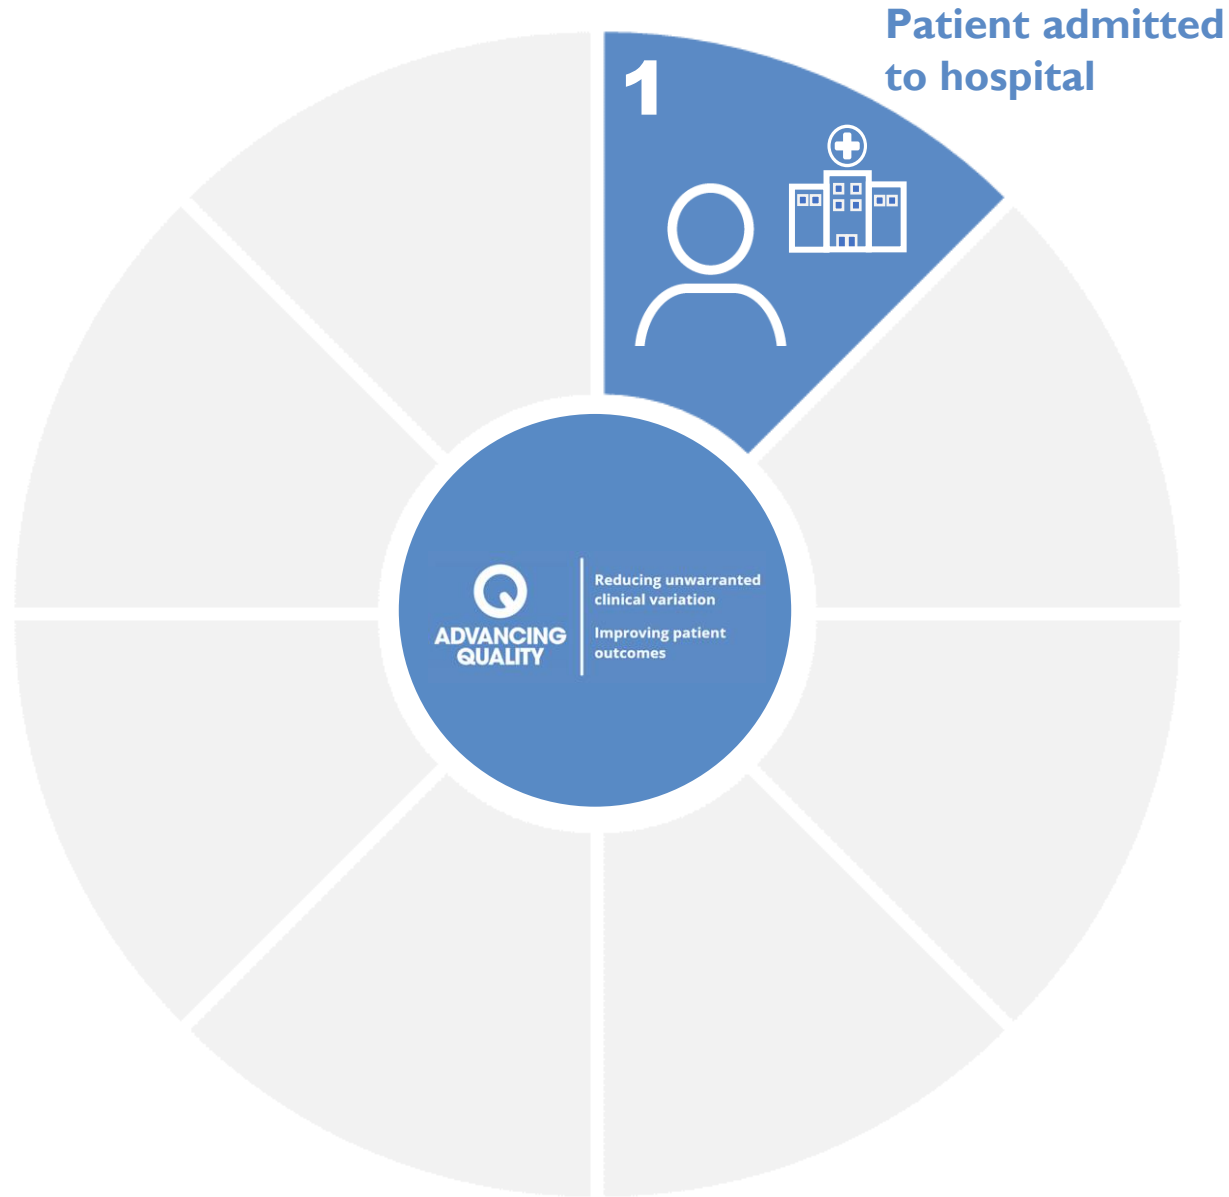 Patient admitted
to hospital
1
ADVANCING
QUALITY
Reducing unwarranted
clinical variation
Improving patient
outcomes